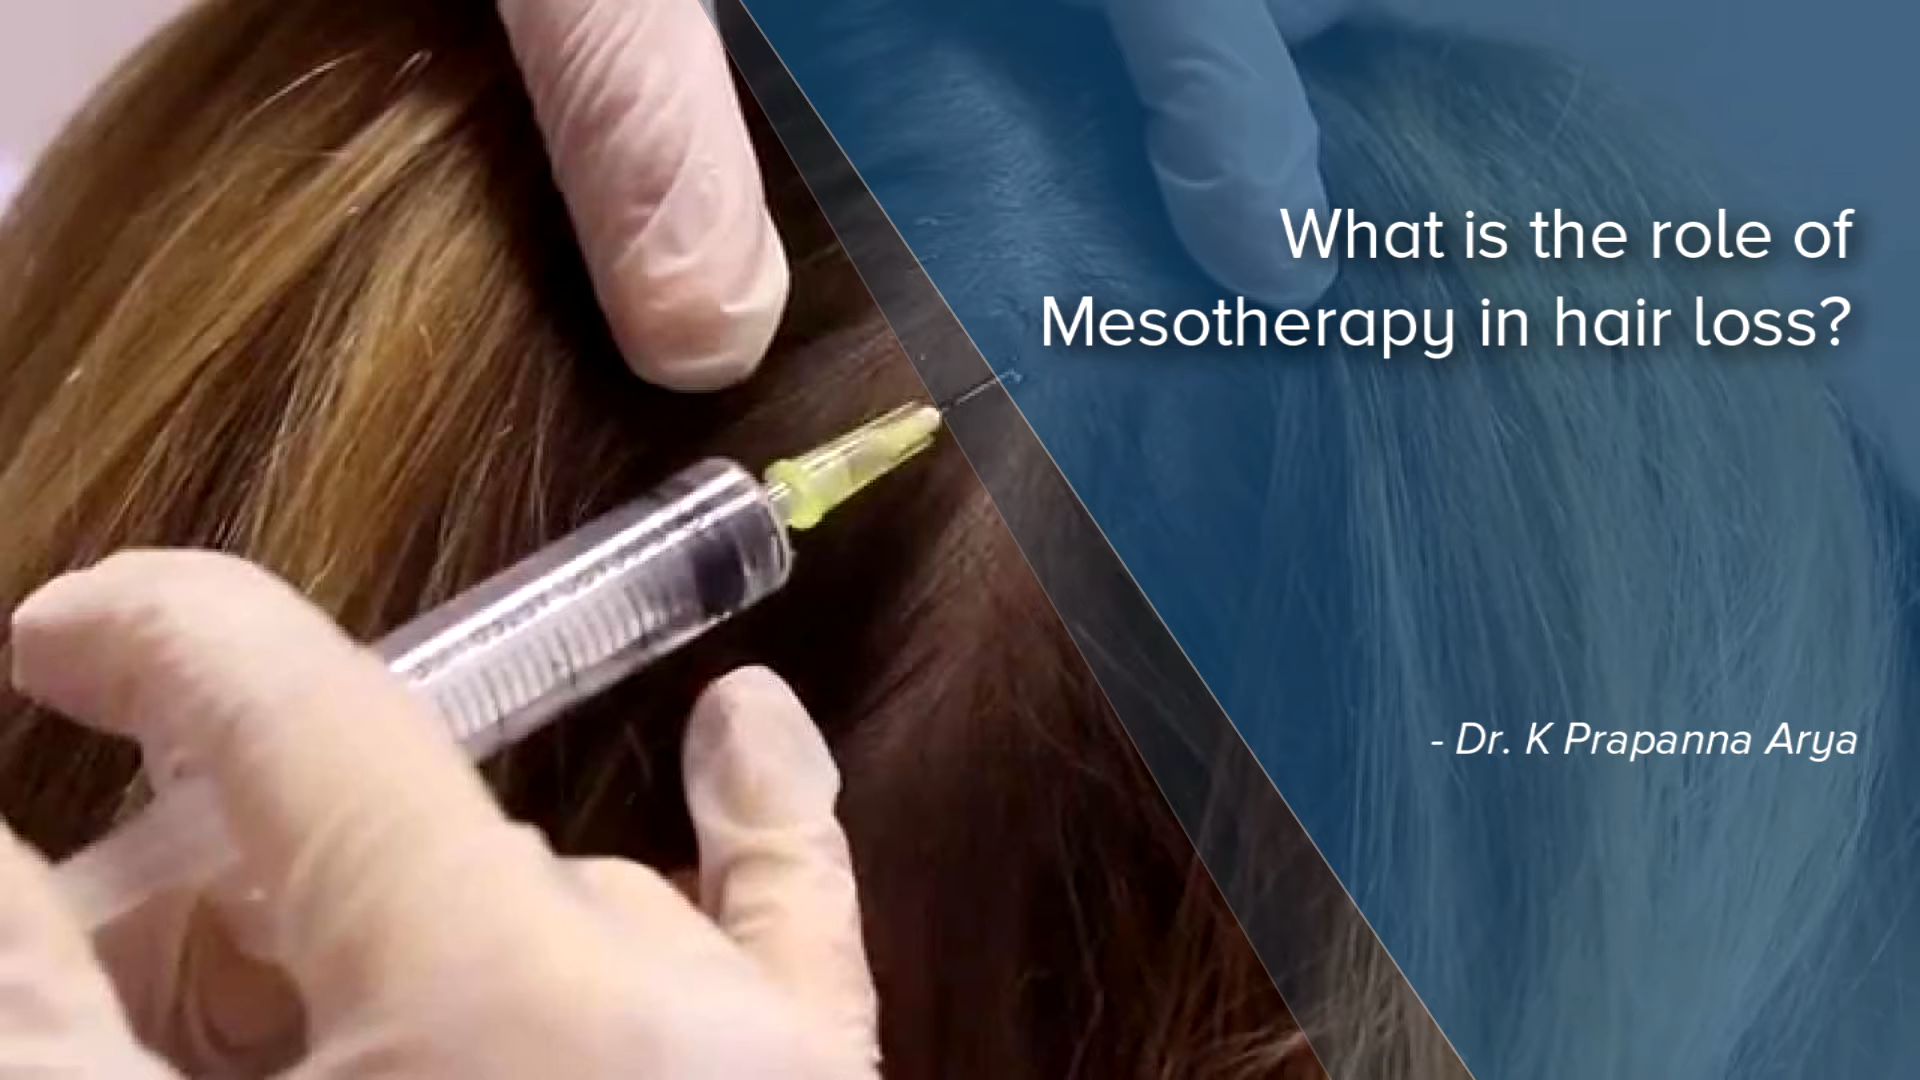 What is the role of
Mesotherapy in hair loss?
- Dr. K Prapanna Arya